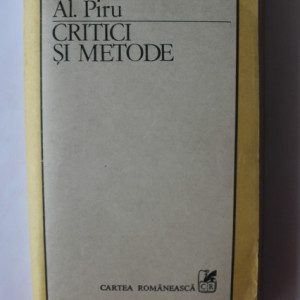 Al. Piru
CRITICI
ȘI METODE
CARTEA ROMÂNEASCĂ
CR